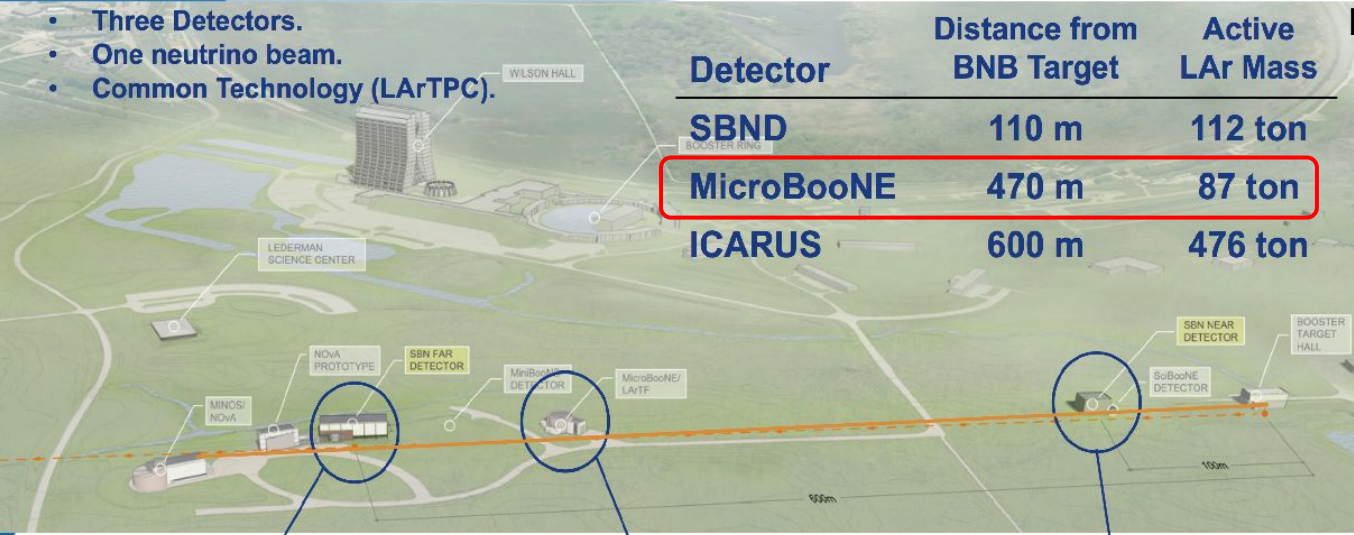 • Three Detectors.
• One neutrino beam.
• Common Technology (LArTPC).
Detector Distance from BNB Target Active LAr Mass
SBND 110 m 112 ton
MicroBooNE 470 m 87 ton
ICARUS 600 m 476 ton
WILSON HALL
BOOSTER RING
LEDERMAN
SCIENCE CENTER
NOvA
PROTOTYPE
SBN FAR
DETECTOR
MiniBooNE
DETECTOR
MicroBooNE/
LArTF
SBN NEAR
DETECTOR
SciBooNE
DETECTOR
BOOSTER
TARGET
HALL
MINOS/
NOvA
100m
600m